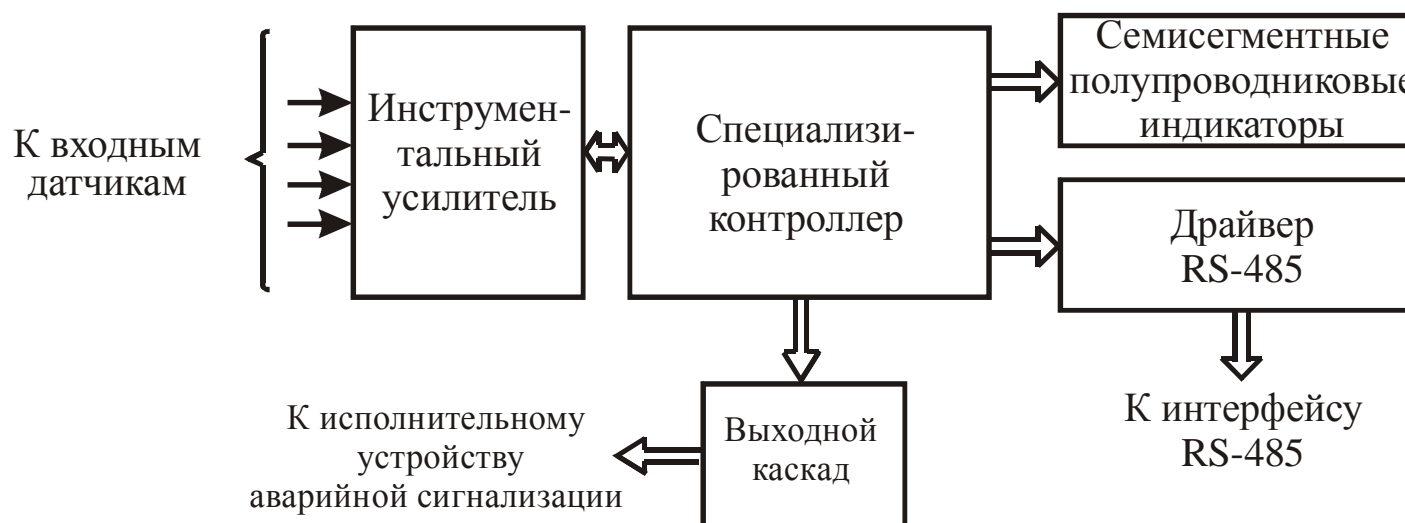 К входным
датчикам
Инструмен-
тальный
усилитель
Специализи-
рованный
контроллер
Семисегментные
полупроводниковые
индикаторы
Драйвер
RS-485
К интерфейсу
RS-485
Выходной
каскад
К исполнительному
устройству
аварийной сигнализации